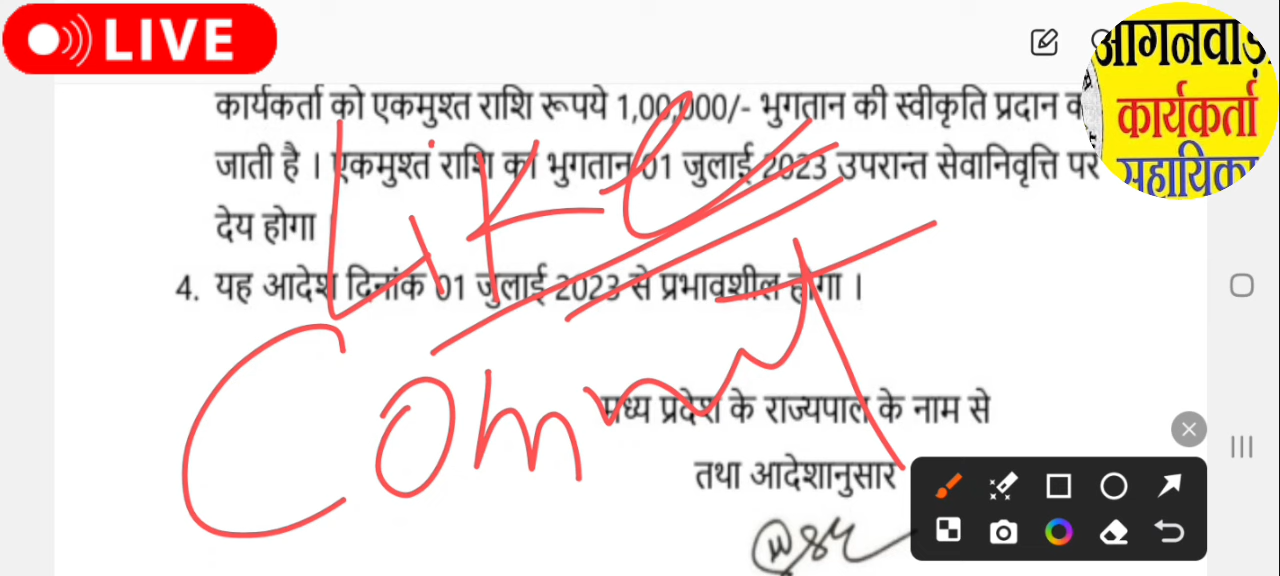 LIVE
आगनवाड़
कार्यकर्ता
सहायिका
कार्यकर्ता को एकमुश्त राशि रूपये 1,00,000/- भुगतान की स्वीकृति प्रदान
जाती है । एकमुश्त राशि का भुगतान 01 जुलाई 2023 उपरान्त सेवानिवृत्ति पर
देय होगा
4. यह आदेश दिनांक 01 जुलाई 2023 से प्रभावशील होगा ।
Like
Comment
मध्य प्रदेश के राज्यपाल के नाम से
तथा आदेशानुसार